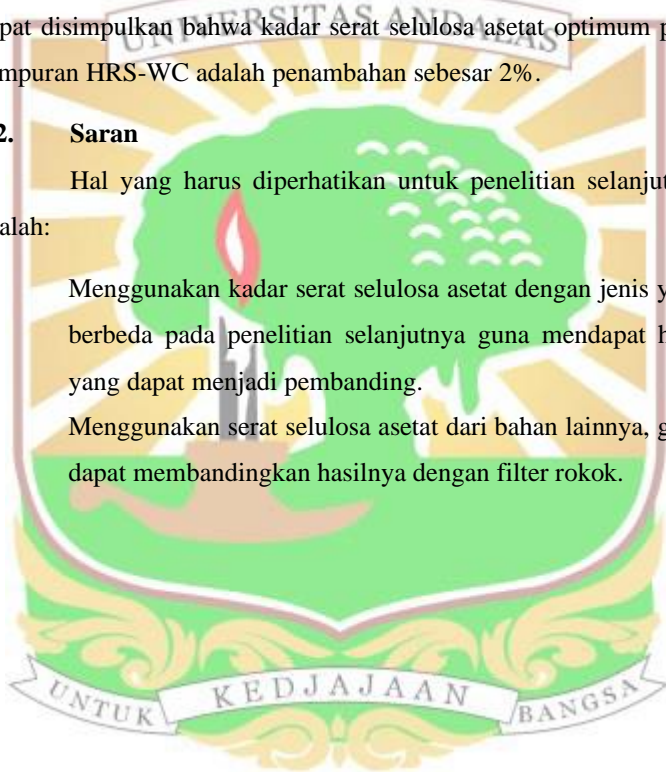 pat disimpulkan bahwa kadar serat selulosa asetat optimum p
UNIVERSITAS ANDALAS
mpuran HRS-WC adalah penambahan sebesar 2%.
2. Saran
Hal yang harus diperhatikan untuk penelitian selanjut
alah:
Menggunakan kadar serat selulosa asetat dengan jenis y
berbeda pada penelitian selanjutnya guna mendapat h
yang dapat menjadi pembanding.
Menggunakan serat selulosa asetat dari bahan lainnya, g
dapat membandingkan hasilnya dengan filter rokok.
UNTUK KEDJAJAAN BANGSA